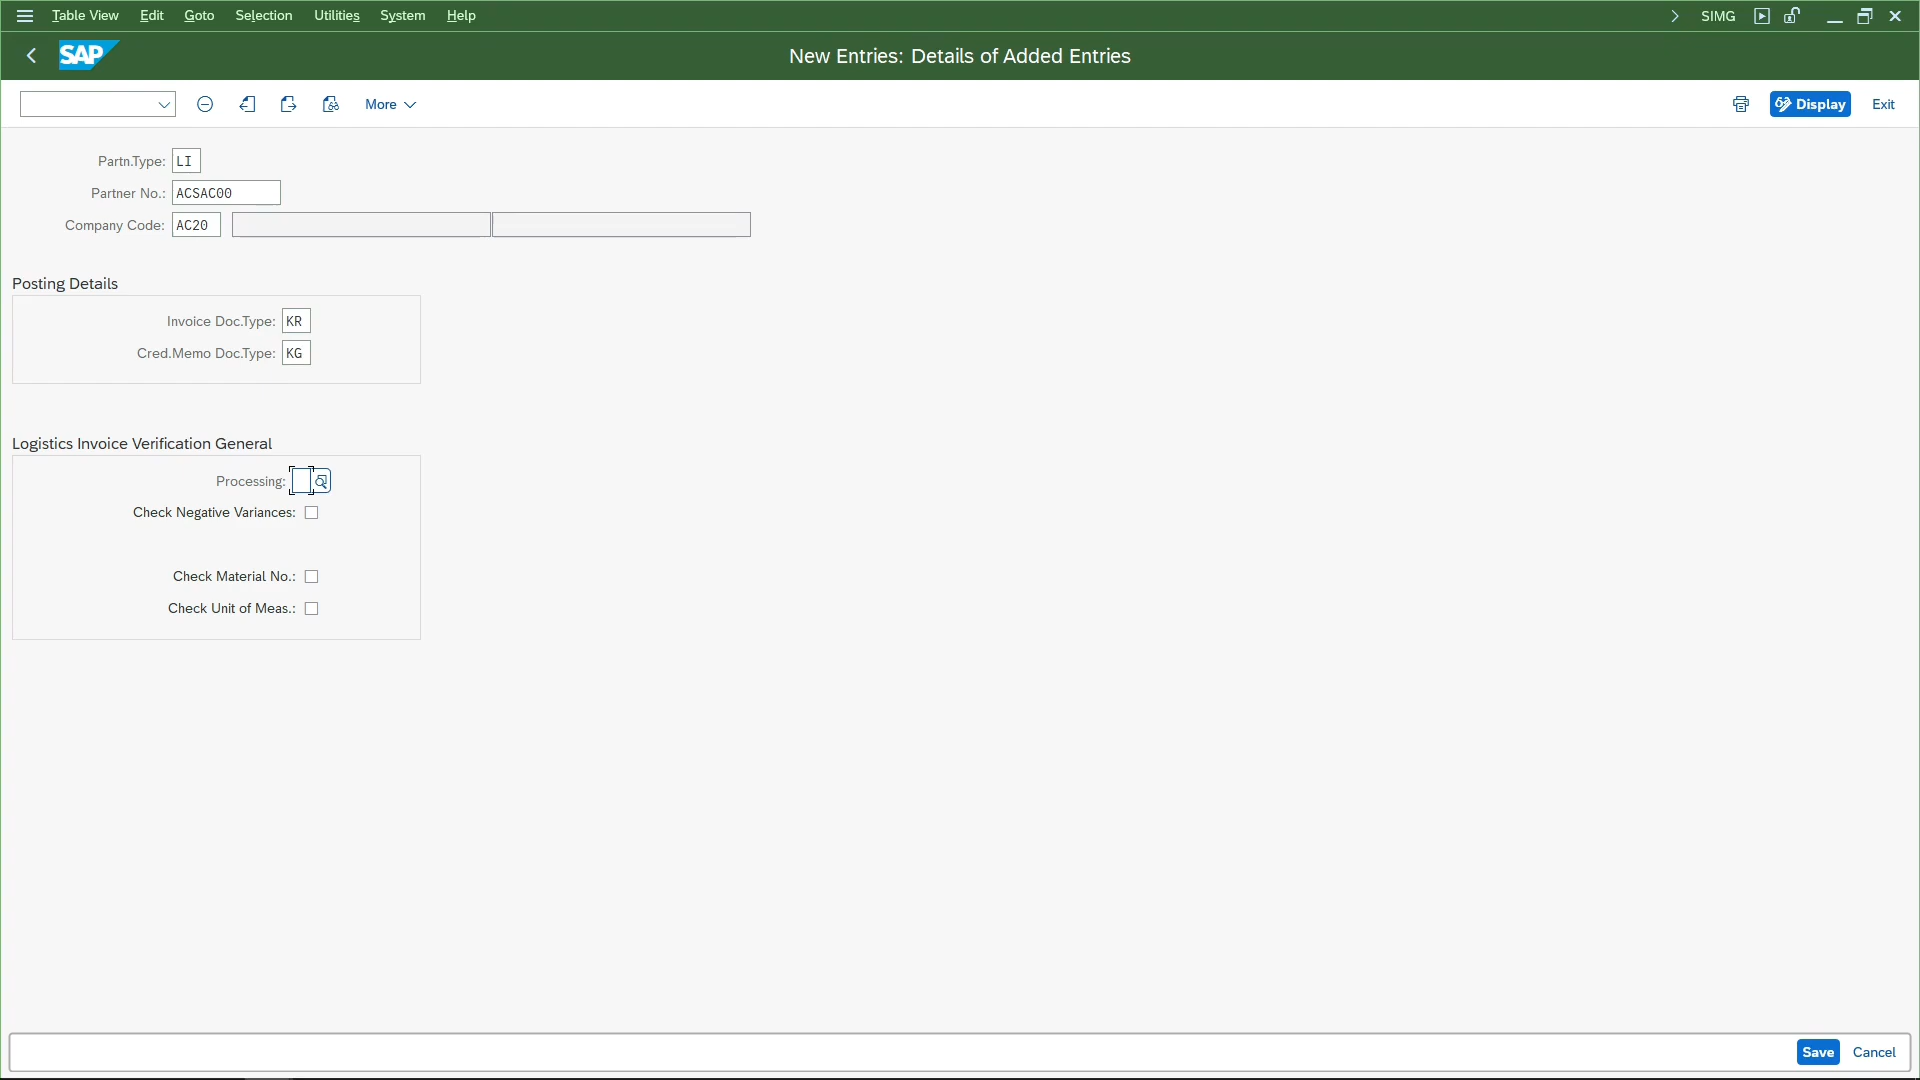 Table View Edit Goto Selection Utilities System Help SIMG
SAP New Entries: Details of Added Entries
More Display Exit
Partn.Type: LI
Partner No.: ACSAC00
Company Code: AC20
Posting Details
Invoice Doc.Type: KR
Cred.Memo Doc.Type: KG
Logistics Invoice Verification General
Processing:
Check Negative Variances:
Check Material No.:
Check Unit of Meas.:
Save Cancel